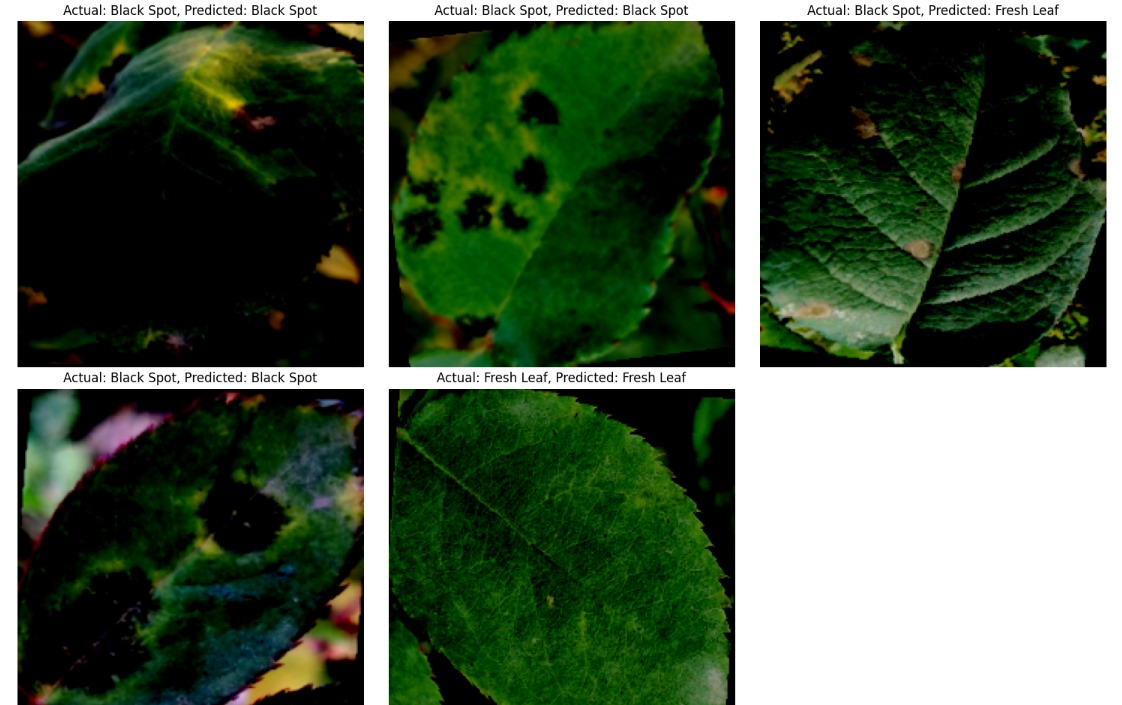 Actual: Black Spot, Predicted: Black Spot
Actual: Black Spot, Predicted: Black Spot
Actual: Black Spot, Predicted: Fresh Leaf
Actual: Black Spot, Predicted: Black Spot
Actual: Fresh Leaf, Predicted: Fresh Leaf